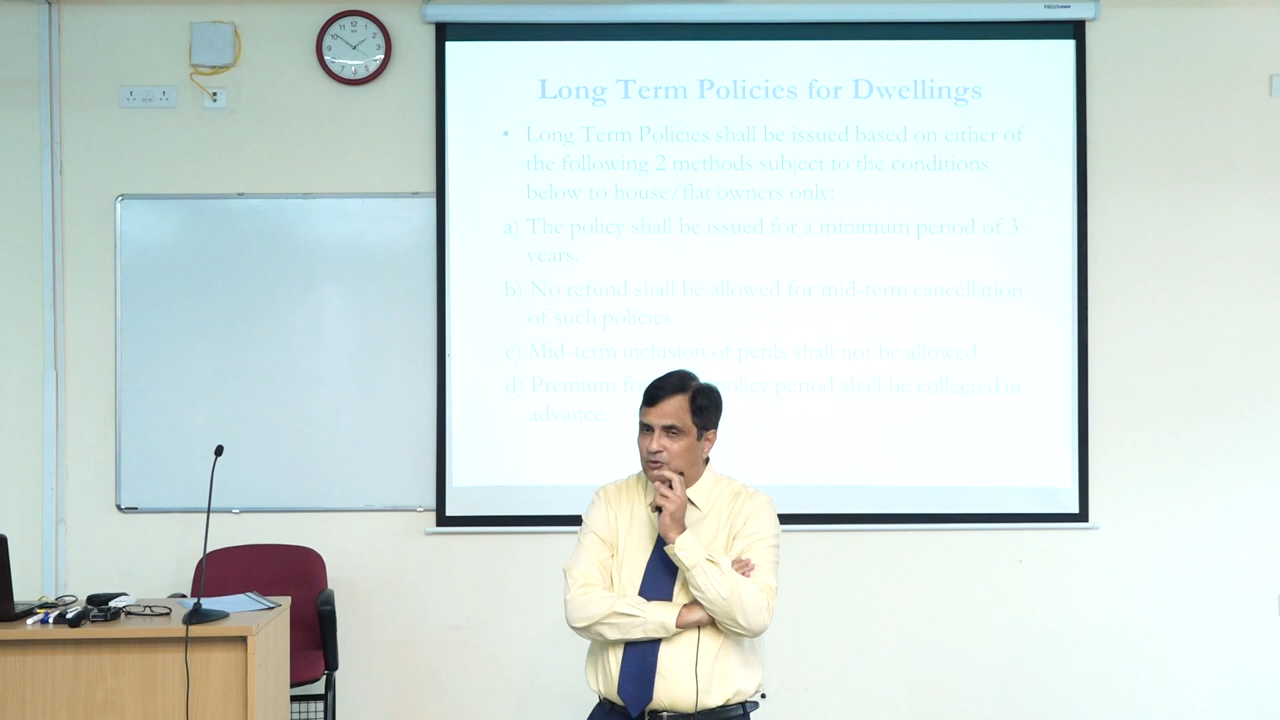 Long Term Policies for Dwellings
• Long Term Policies shall be issued based on either of
the following 2 methods subject to the conditions
below to house/flat owners only:
a) The policy shall be issued for a minimum period of 3
years.
b) No refund shall be allowed for mid-term cancellation
of such policies.
c) Mid-term inclusion of perils shall not be allowed.
d) Premium policy period shall be collected in
advance.